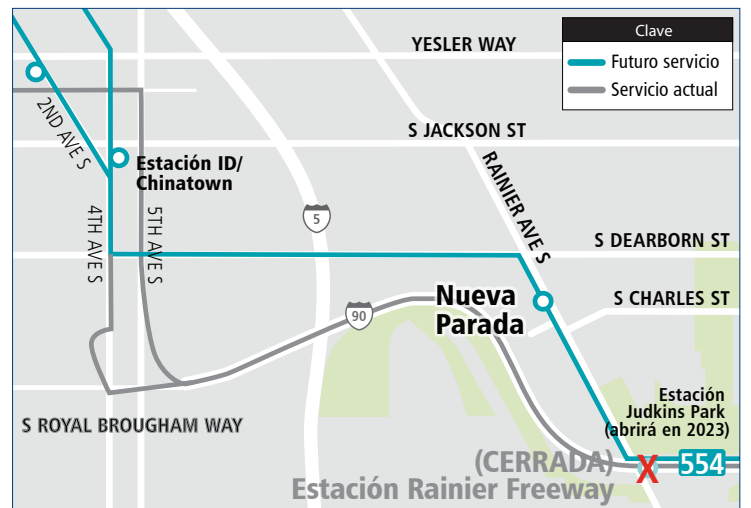 Clave
Futuro servicio
Servicio actual
YESLER WAY
2ND AVE S
S JACKSON ST
Estación ID/
Chinatown
RAINIER AVE S
4TH AVE S
5TH AVE S
5
S DEARBORN ST
Nueva
Parada
S CHARLES ST
90
Estación
Judkins Park
(abrirá en 2023)
S ROYAL BROUGHAM WAY
(CERRADA)
Estación Rainier Freeway
X
554